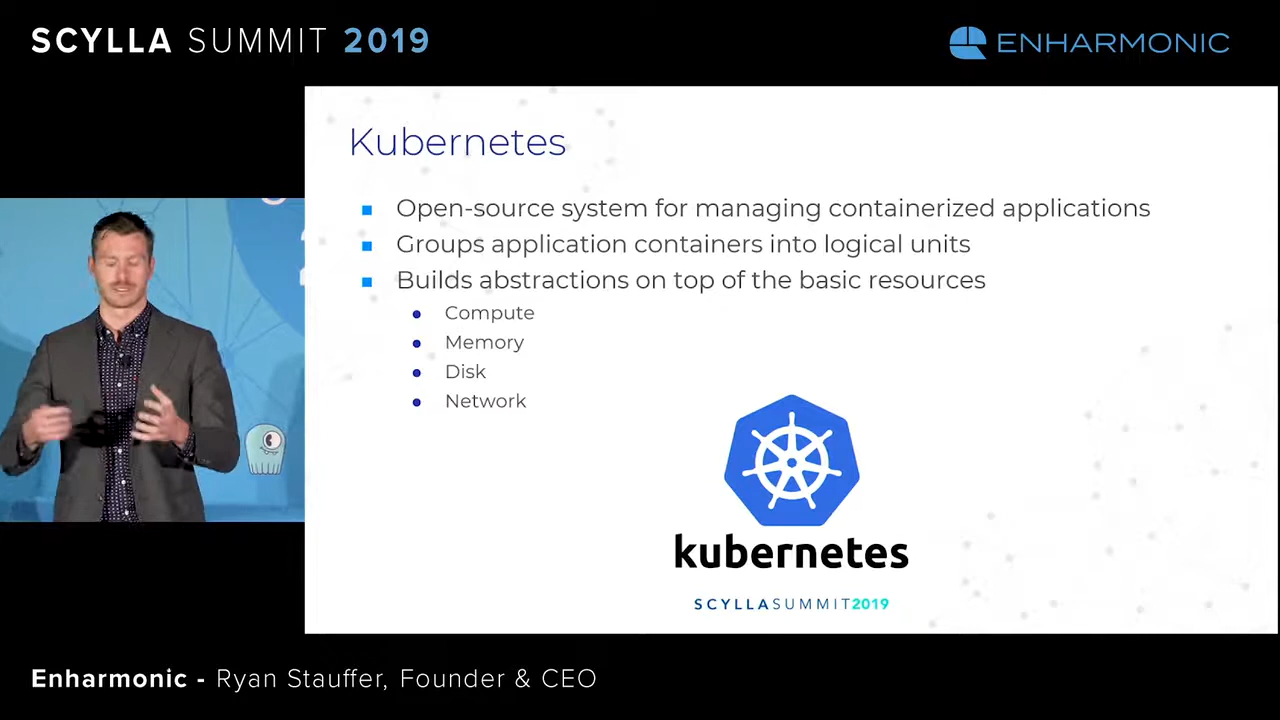 SCYLLA SUMMIT 2019
ENHARMONIC
Kubernetes
Open-source system for managing containerized applications
Groups application containers into logical units
Builds abstractions on top of the basic resources
Compute
Memory
Disk
Network
kubernetes
SCYLLASUMMIT2019
Enharmonic - Ryan Stauffer, Founder & CEO